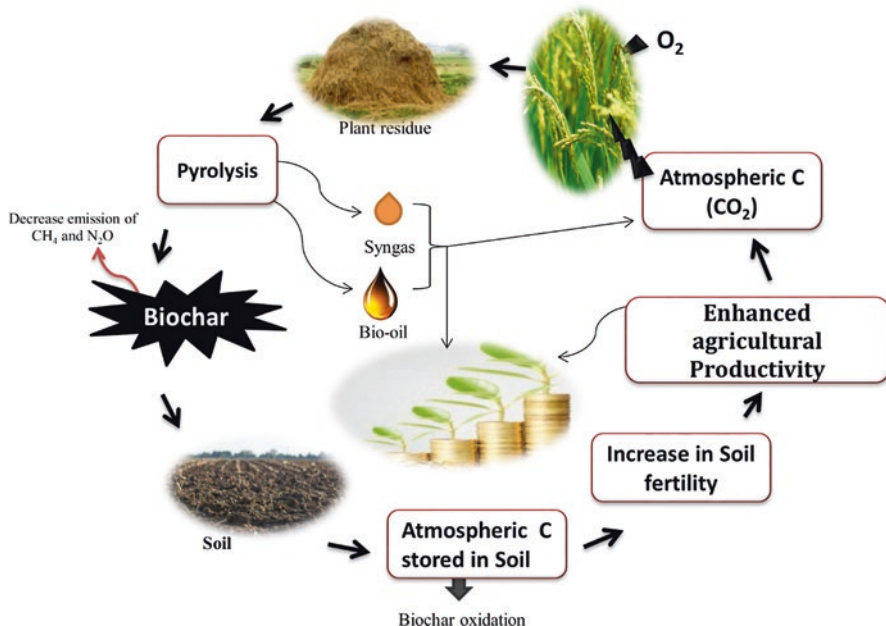 O₂
Plant residue
Pyrolysis
Atmospheric C
(CO₂)
Decrease emission of
CH₄ and N₂O
Syngas
Biochar
Bio-oil
Enhanced
agricultural
Productivity
Increase in Soil
fertility
Soil
Atmospheric C
stored in Soil
Biochar oxidation